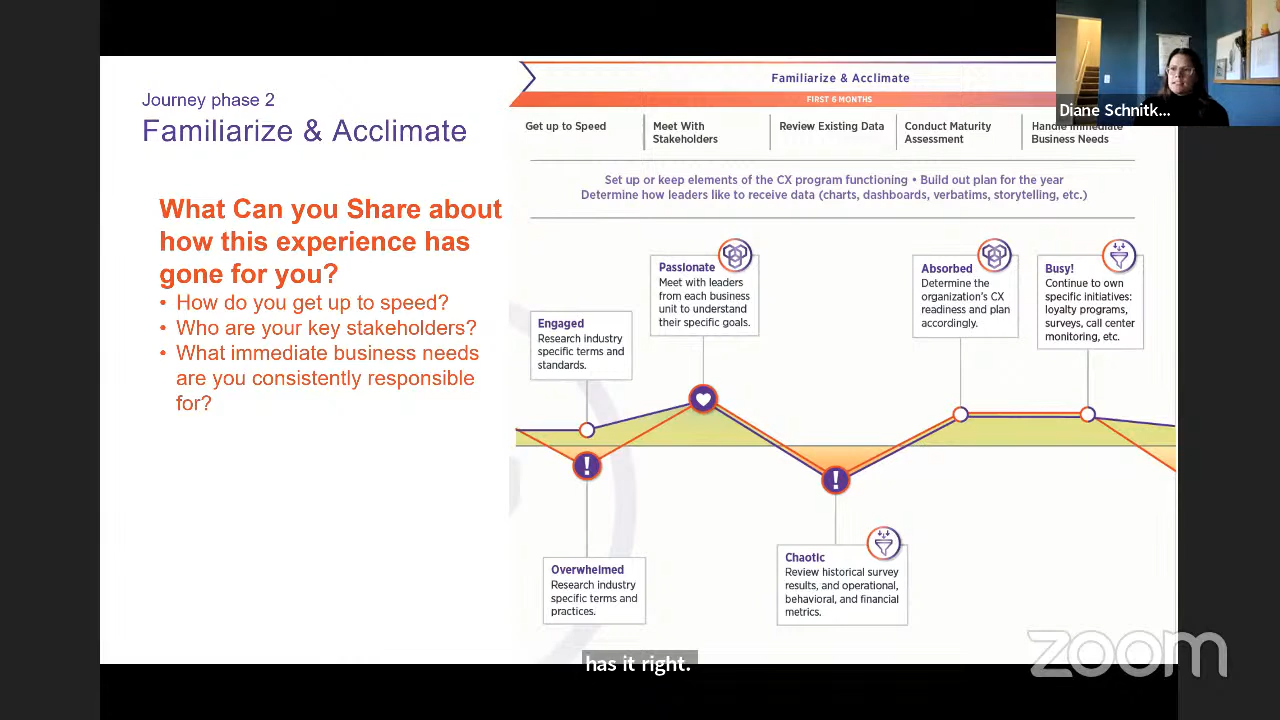 Journey phase 2
Familiarize & Acclimate
What Can you Share about
how this experience has
gone for you?
• How do you get up to speed?
• Who are your key stakeholders?
• What immediate business needs
are you consistently responsible
for?
Familiarize & Acclimate
FIRST 6 MONTHS
Get up to Speed
Meet With
Stakeholders
Review Existing Data
Conduct Maturity
Assessment
Handle Immediate
Business Needs
Set up or keep elements of the CX program functioning • Build out plan for the year
Determine how leaders like to receive data (charts, dashboards, verbatims, storytelling, etc.)
Engaged
Research industry
specific terms and
standards.
Passionate
Meet with leaders
from each business
unit to understand
their specific goals.
Absorbed
Determine the
organization's CX
readiness and plan
accordingly.
Busy!
Continue to own
specific initiatives:
loyalty programs,
surveys, call center
monitoring, etc.
!
!
Overwhelmed
Research industry
specific terms and
practices.
Chaotic
Review historical survey
results, and operational,
behavioral, and financial
metrics.
Diane Schnitk...
has it right.
zoom